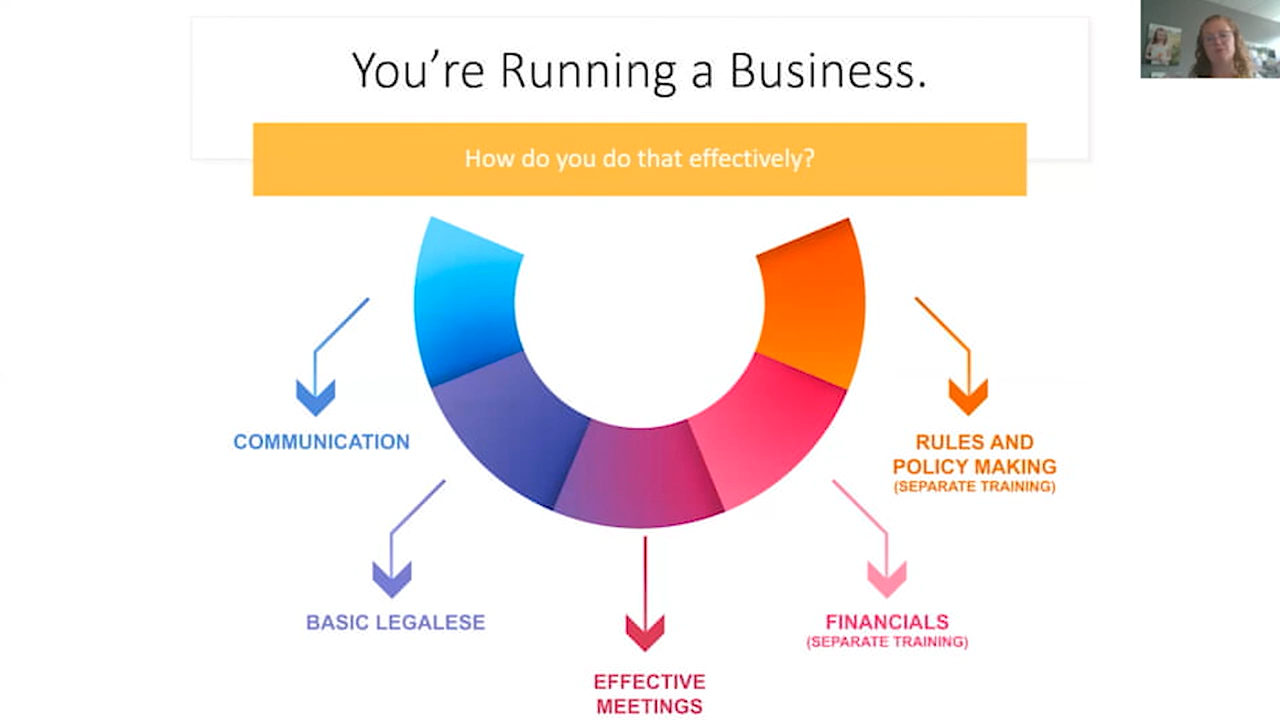 You’re Running a Business.
How do you do that effectively?
COMMUNICATION
BASIC LEGALESE
EFFECTIVE
MEETINGS
FINANCIALS
(SEPARATE TRAINING)
RULES AND
POLICY MAKING
(SEPARATE TRAINING)